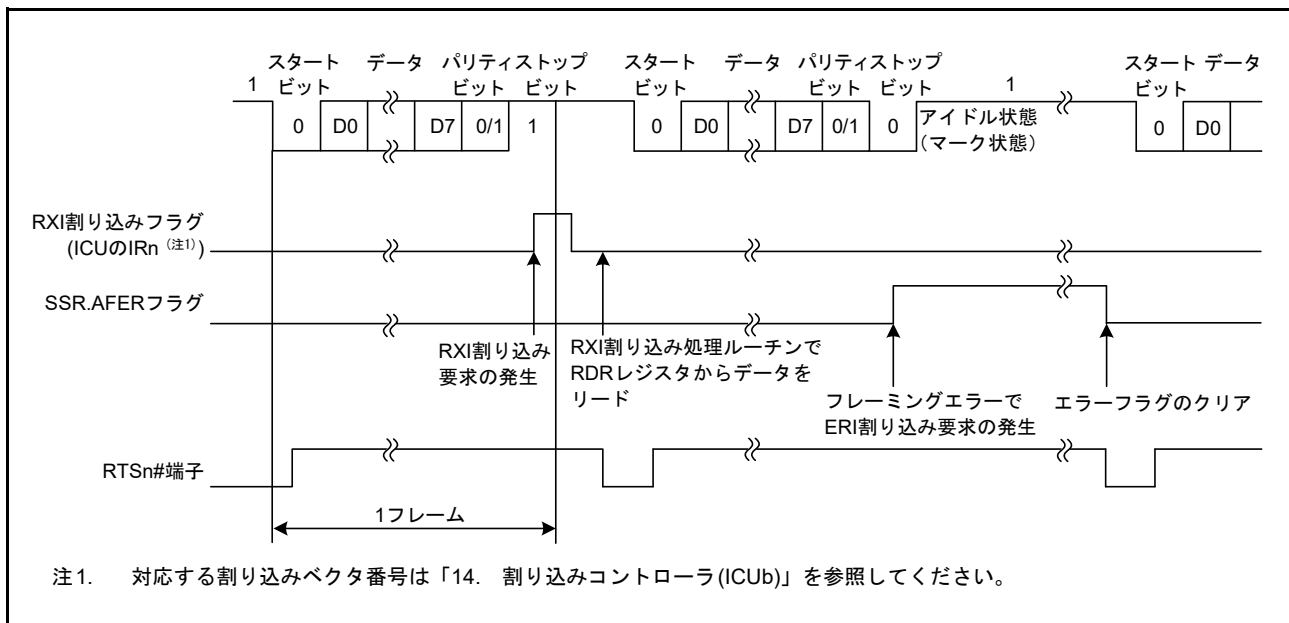 スタート データ パリティストップ スタート データ パリティストップ スタート データ
1 ビット ビット ビット ビット ビット ビット 1 ビット
0 D0 D7 0/1 1 0 D0 D7 0/1 0 アイドル状態 0 D0
(マーク状態)
RXI割り込みフラグ
(ICUのIRn (注1))
SSR.AFERフラグ
RXI割り込み
要求の発生
RXI割り込み処理ルーチンで
RDRレジスタからデータを
リード
フレーミングエラーで
ERI割り込み要求の発生
エラーフラグのクリア
RTSn#端子
1フレーム
注1. 対応する割り込みベクタ番号は「14. 割り込みコントローラ(ICUb)」を参照してください。